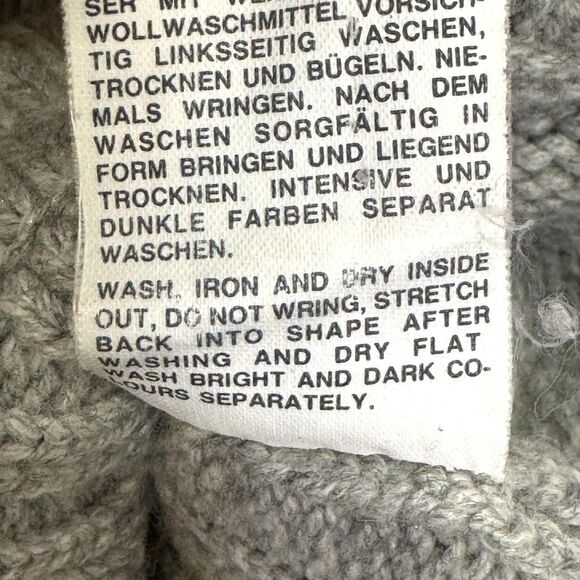 SER MIT
WOLLWASCHMITTEL VORSICH-
TIG LINKSSEITIG WASCHEN,
TROCKNEN UND BÜGELN. NIE-
MALS WRINGEN. NACH DEM
WASCHEN SORGFÄLTIG IN
FORM BRINGEN UND LIEGEND
TROCKNEN. INTENSIVE UND
DUNKLE FARBEN SEPARAT
WASCHEN.
WASH, IRON AND DRY INSIDE
OUT, DO NOT WRING, STRETCH
BACK INTO SHAPE AFTER
WASHING AND DRY FLAT
WASH BRIGHT AND DARK CO-
LOURS SEPARATELY.